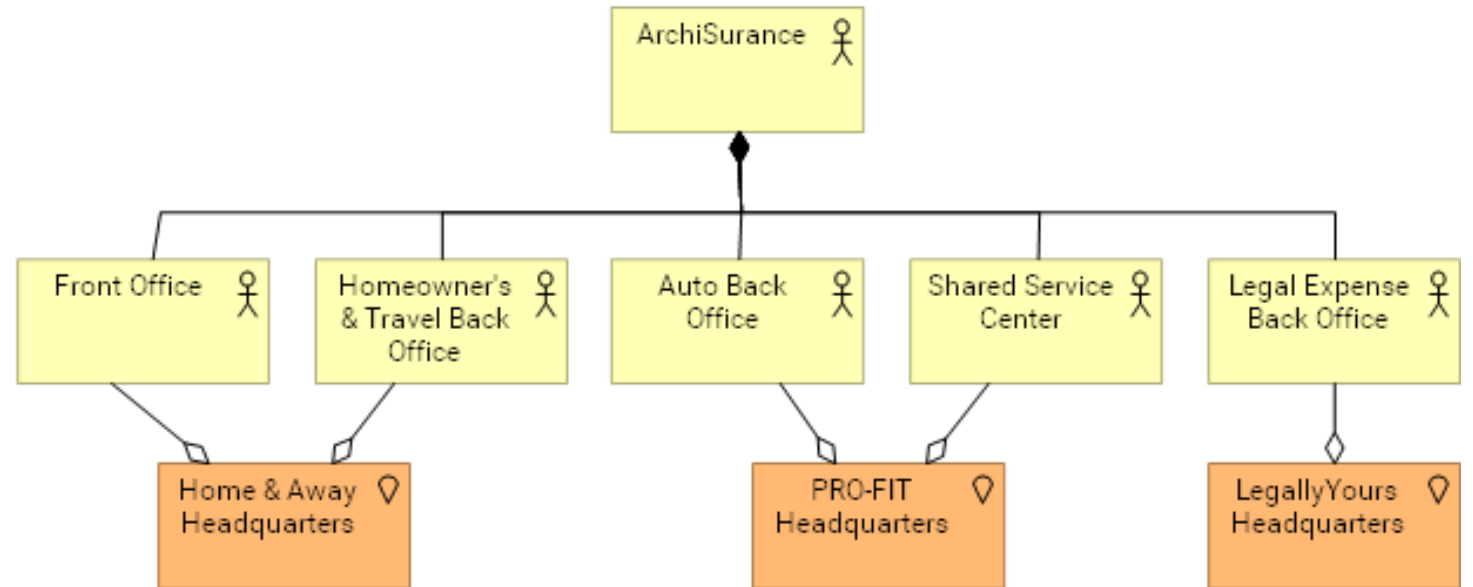 ArchiSurance
Front Office
Homeowner's
& Travel Back
Office
Auto Back
Office
Shared Service
Center
Legal Expense
Back Office
Home & Away
Headquarters
PRO-FIT
Headquarters
LegallyYours
Headquarters